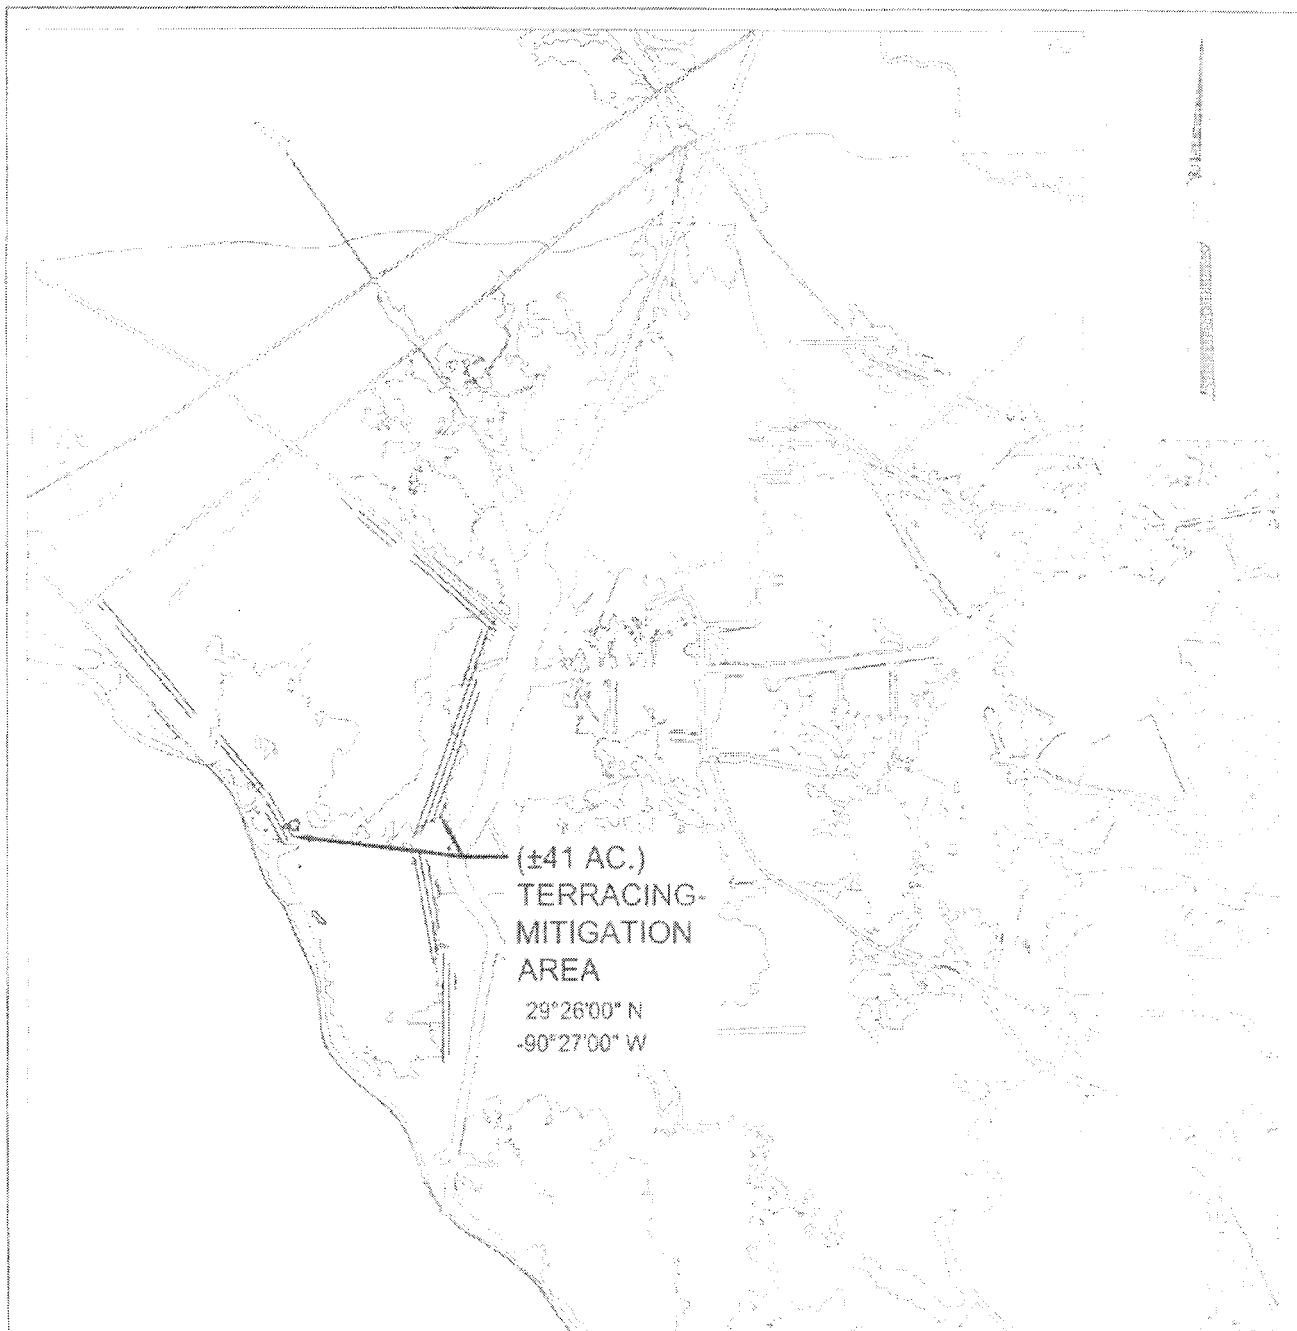 (±41 AC.)
TERRACING-
MITIGATION
AREA
29°26'00" N
-90°27'00" W